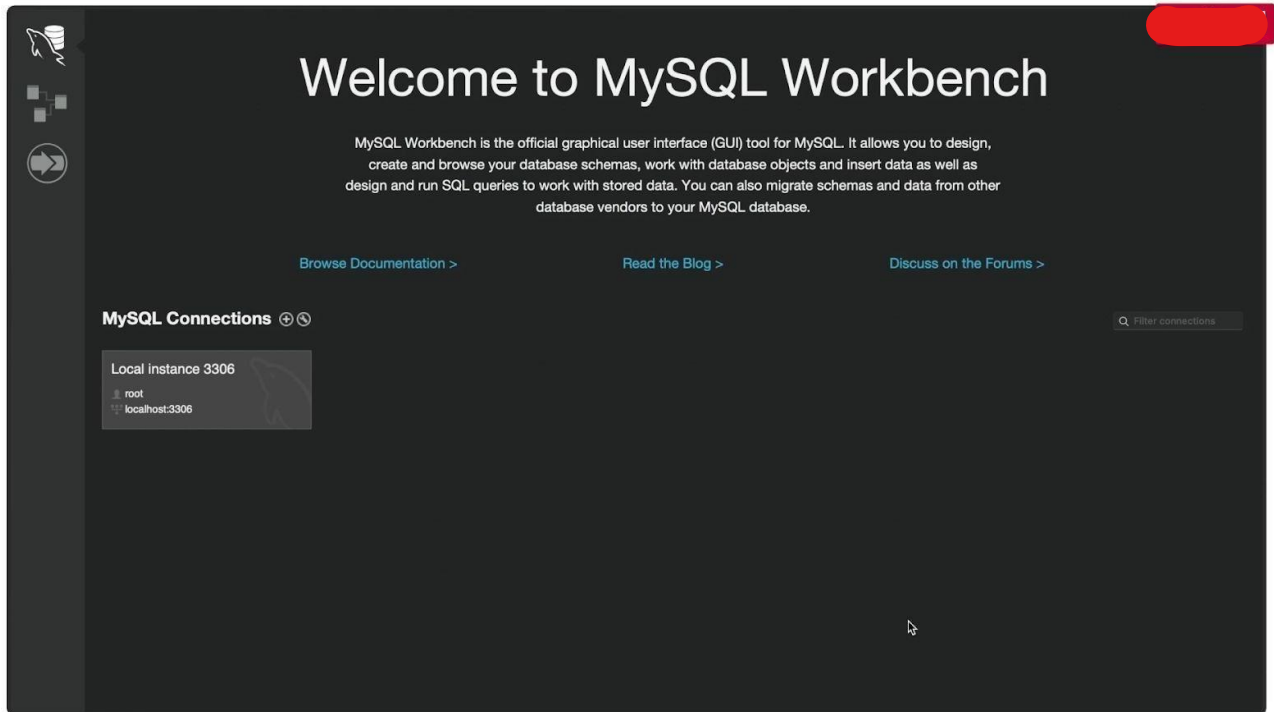 Welcome to MySQL Workbench
MySQL Workbench is the official graphical user interface (GUI) tool for MySQL. It allows you to design,
create and browse your database schemas, work with database objects and insert data as well as
design and run SQL queries to work with stored data. You can also migrate schemas and data from other
database vendors to your MySQL database.
Browse Documentation > Read the Blog > Discuss on the Forums >
MySQL Connections
Filter connections
Local instance 3306
root
localhost:3306